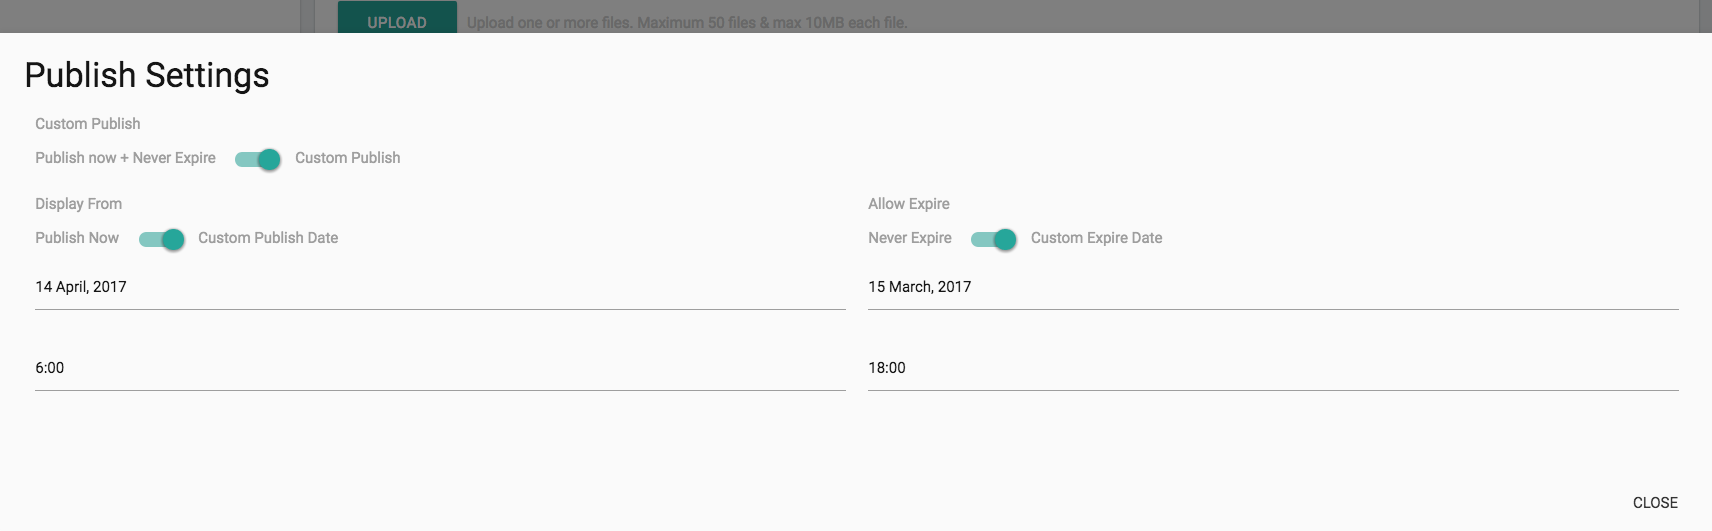 UPLOAD Upload one or more files. Maximum 50 files & max 10MB each file.
Publish Settings
Custom Publish
Publish now + Never Expire Custom Publish
Display From Allow Expire
Publish Now Custom Publish Date Never Expire Custom Expire Date
14 April, 2017 15 March, 2017
6:00 18:00
CLOSE